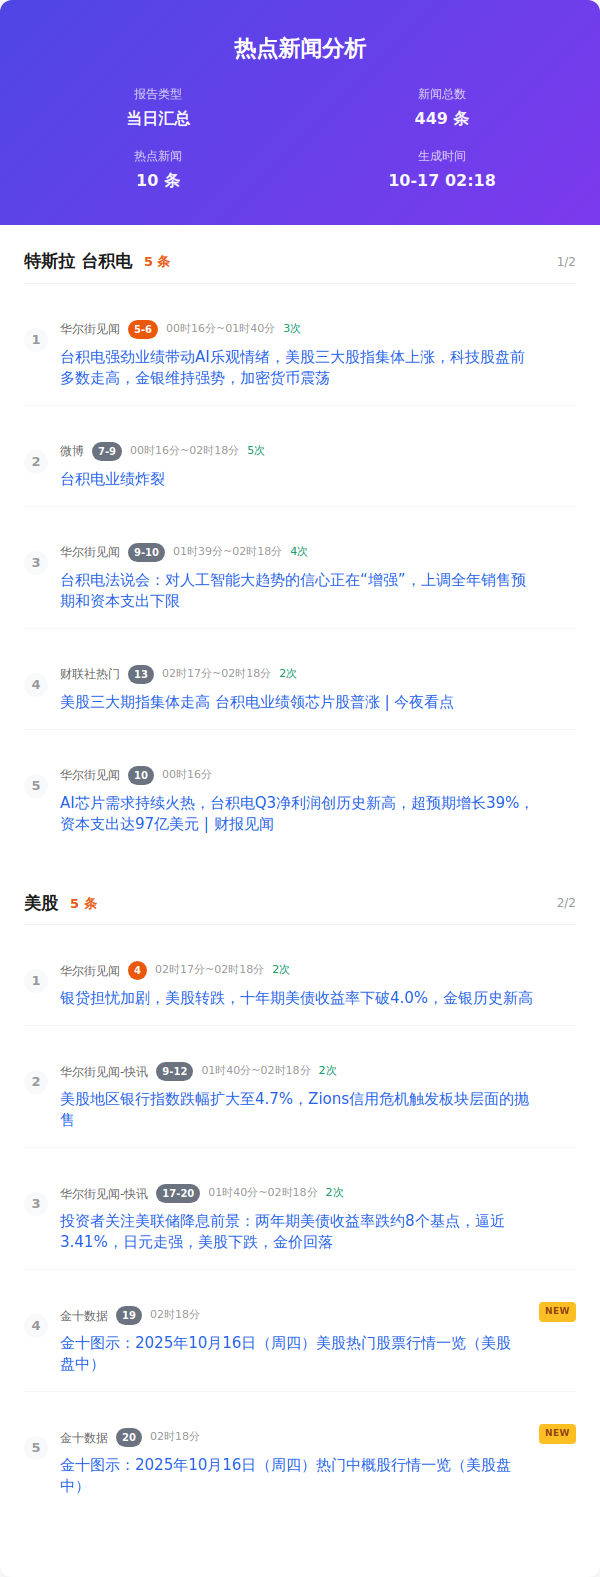 热点新闻分析
报告类型
当日汇总
新闻总数
449 条
热点新闻
10 条
生成时间
10-17 02:18
特斯拉 台积电 5 条 1/2
1
华尔街见闻 5-6 00时16分~01时40分 3次
台积电强劲业绩带动AI乐观情绪，美股三大股指集体上涨，科技股盘前
多数走高，金银维持强势，加密货币震荡
2
微博 7-9 00时16分~02时18分 5次
台积电业绩炸裂
3
华尔街见闻 9-10 01时39分~02时18分 4次
台积电法说会：对人工智能大趋势的信心正在“增强”，上调全年销售预
期和资本支出下限
4
财联社热门 13 02时17分~02时18分 2次
美股三大期指集体走高 台积电业绩领芯片股普涨 | 今夜看点
5
华尔街见闻 10 00时16分
AI芯片需求持续火热，台积电Q3净利润创历史新高，超预期增长39%，
资本支出达97亿美元 | 财报见闻
美股 5 条 2/2
1
华尔街见闻 4 02时17分~02时18分 2次
银贷担忧加剧，美股转跌，十年期美债收益率下破4.0%，金银历史新高
2
华尔街见闻-快讯 9-12 01时40分~02时18分 2次
美股地区银行指数跌幅扩大至4.7%，Zions信用危机触发板块层面的抛
售
3
华尔街见闻-快讯 17-20 01时40分~02时18分 2次
投资者关注美联储降息前景：两年期美债收益率跌约8个基点，逼近
3.41%，日元走强，美股下跌，金价回落
4
金十数据 19 02时18分 NEW
金十图示：2025年10月16日（周四）美股热门股票行情一览（美股
盘中）
5
金十数据 20 02时18分 NEW
金十图示：2025年10月16日（周四）热门中概股行情一览（美股盘
中）